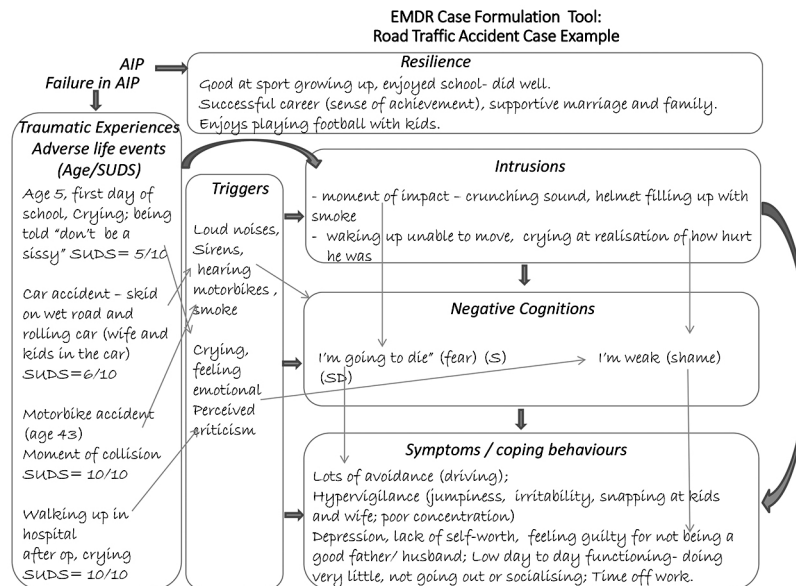 EMDR Case Formulation Tool:
Road Traffic Accident Case Example
AIP
Failure in AIP
Resilience
Good at sport growing up, enjoyed school- did well.
Successful career (sense of achievement), supportive marriage and family.
Enjoys playing football with kids.
Traumatic Experiences
Adverse life events
(Age/SUDS)
Age 5, first day of
school, Crying; being
told "don't be a
sissy" SUDS= 5/10
Car accident – skid
on wet road and
rolling car (wife and
kids in the car)
SUDS=6/10
Motorbike accident
(age 43)
Moment of collision
SUDS= 10/10
Walking up in
hospital
after op, crying
SUDS= 10/10
Triggers
Loud noises,
Sirens,
hearing
motorbikes,
smoke
Crying,
feeling
emotional
Perceived
criticism
Intrusions
- moment of impact – crunching sound, helmet filling up with
smoke
- waking up unable to move, crying at realisation of how hurt
he was
Negative Cognitions
I'm going to die" (fear) (S)
(SD)
I'm weak (shame)
Symptoms / coping behaviours
Lots of avoidance (driving);
Hypervigilance (jumpiness, irritability, snapping at kids
and wife; poor concentration)
Depression, lack of self-worth, feeling guilty for not being a
good father/ husband; Low day to day functioning- doing
very little, not going out or socialising; Time off work.